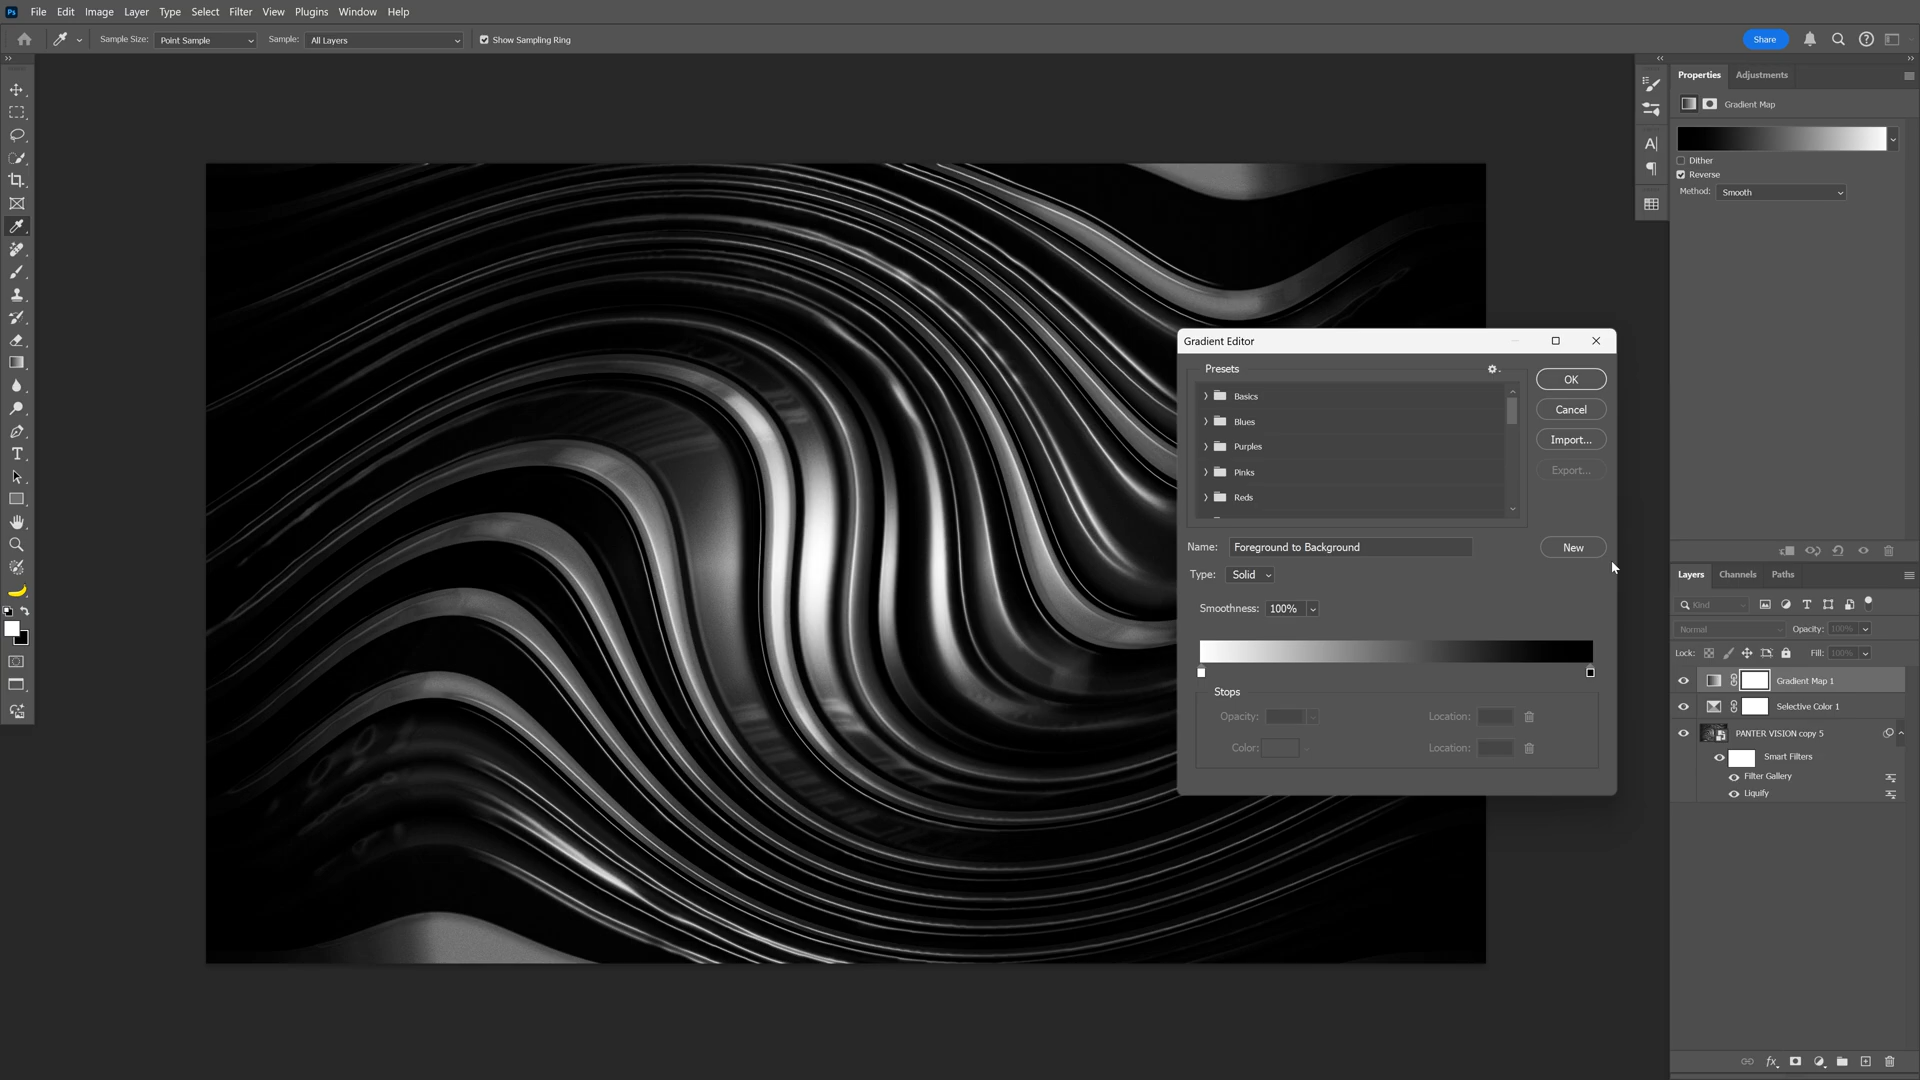 Ps File Edit Image Layer Type Select Filter View Plugins Window Help
Sample Size: Point Sample Sample: All Layers Show Sampling Ring Share
Properties Adjustments
Gradient Map
Dither
Reverse
Method: Smooth
Gradient Editor
Presets
Basics
Blues
Purples
Pinks
Reds
OK
Cancel
Import...
Export...
Name: Foreground to Background
New
Type: Solid
Smoothness: 100%
Stops
Opacity: Location:
Color: Location:
Layers Channels Paths
Kind
Normal Opacity: 100%
Lock: Fill: 100%
Gradient Map 1
Selective Color 1
PANTER VISION copy 5
Smart Filters
Filter Gallery
Liquify
fx